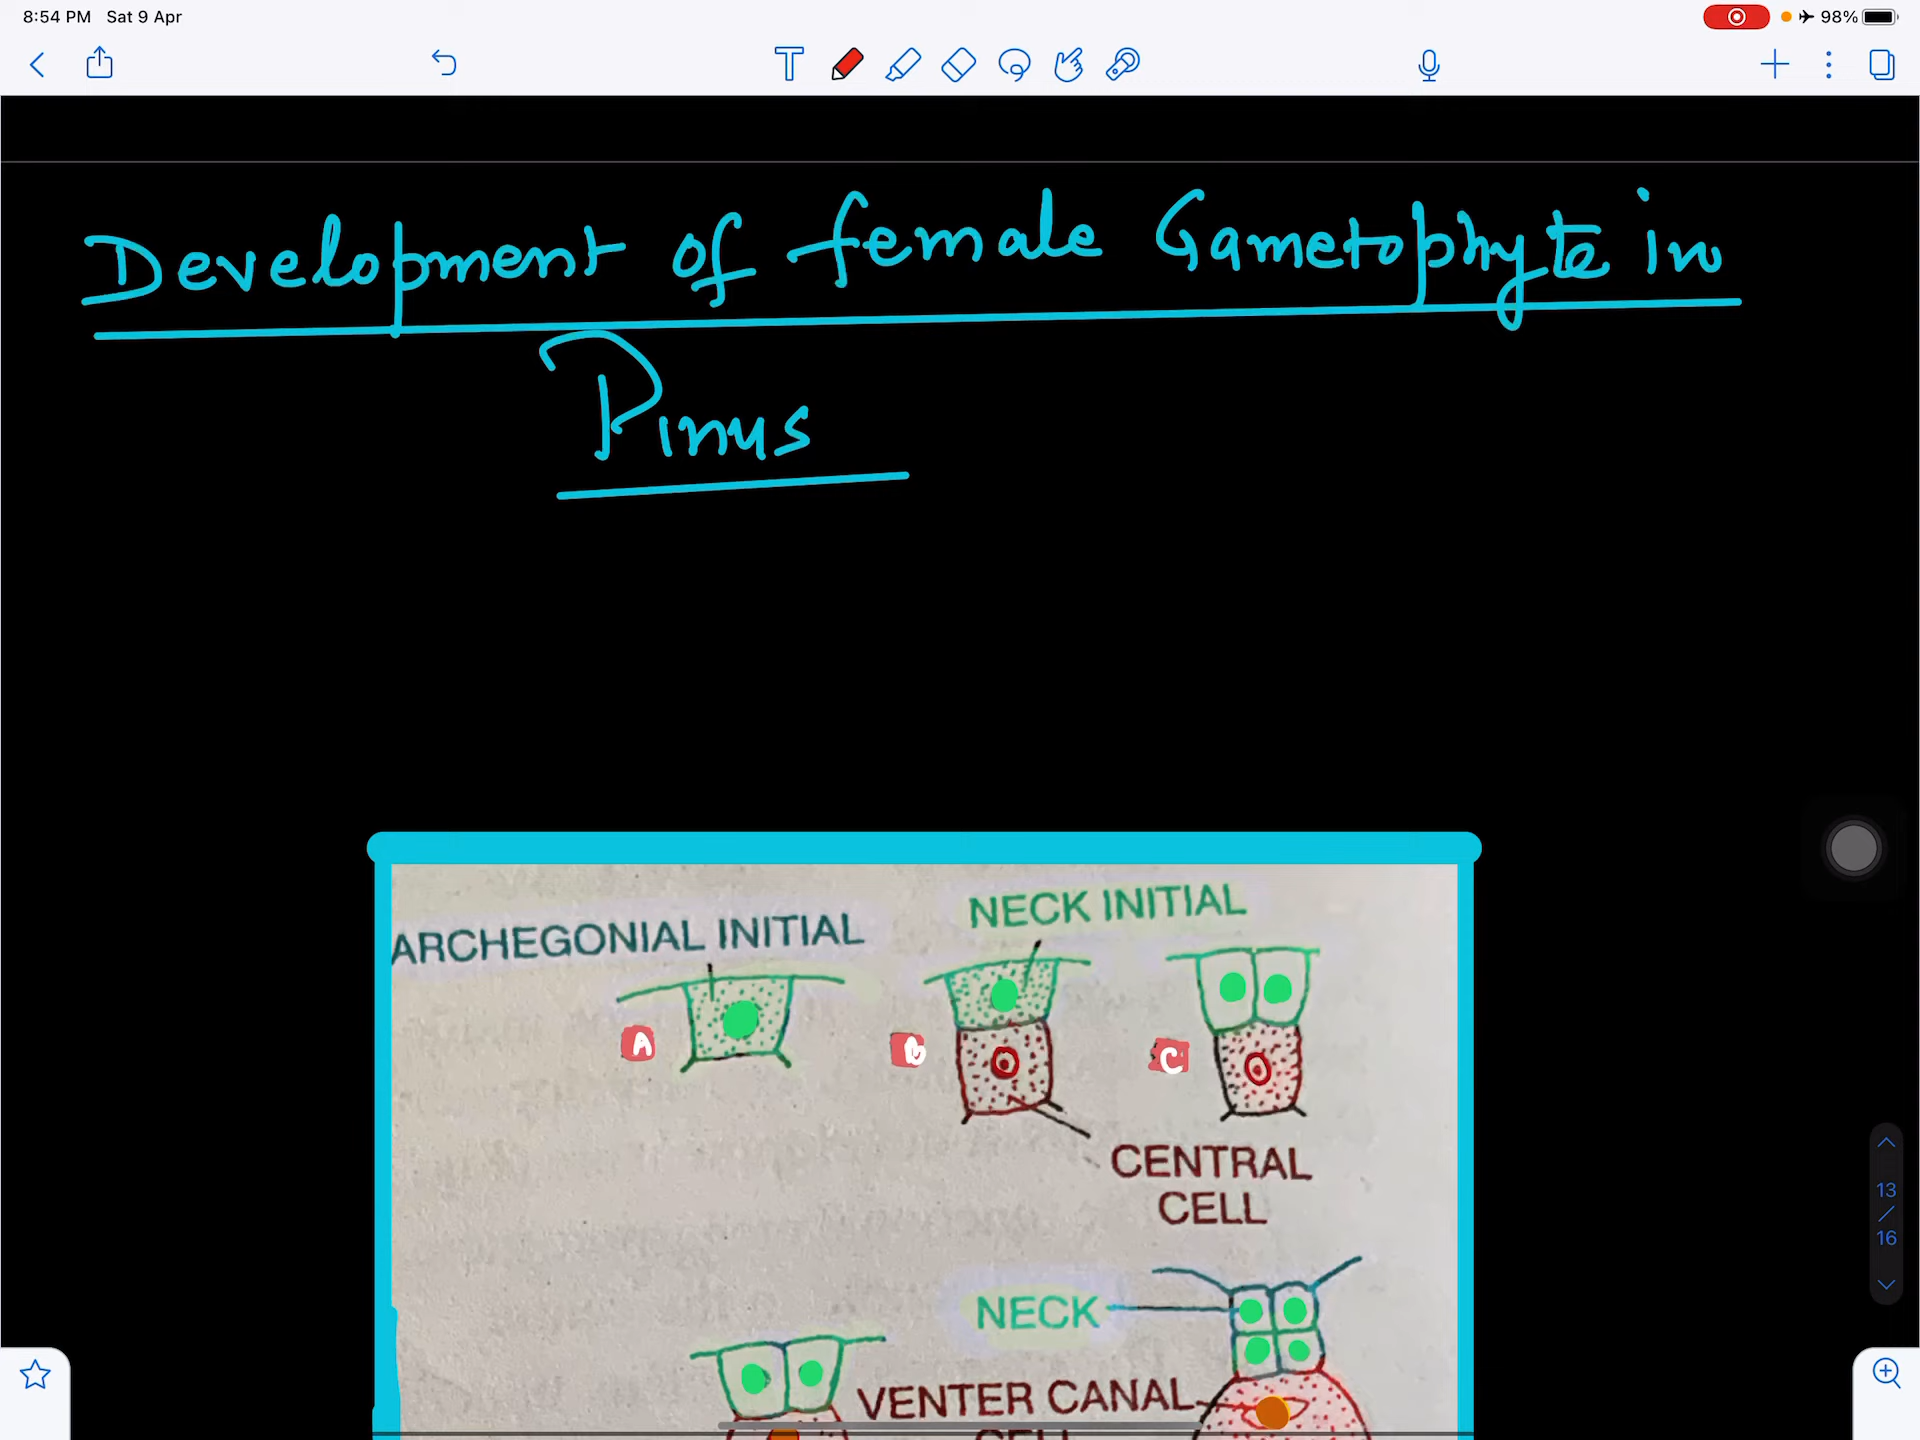 8:54 PM Sat 9 Apr
98%
Development of female Gametophyte in
Pinus
NECK INITIAL
ARCHEGONIAL INITIAL
A
b
C
CENTRAL
CELL
13
/
16
NECK
VENTER CANAL
CELL